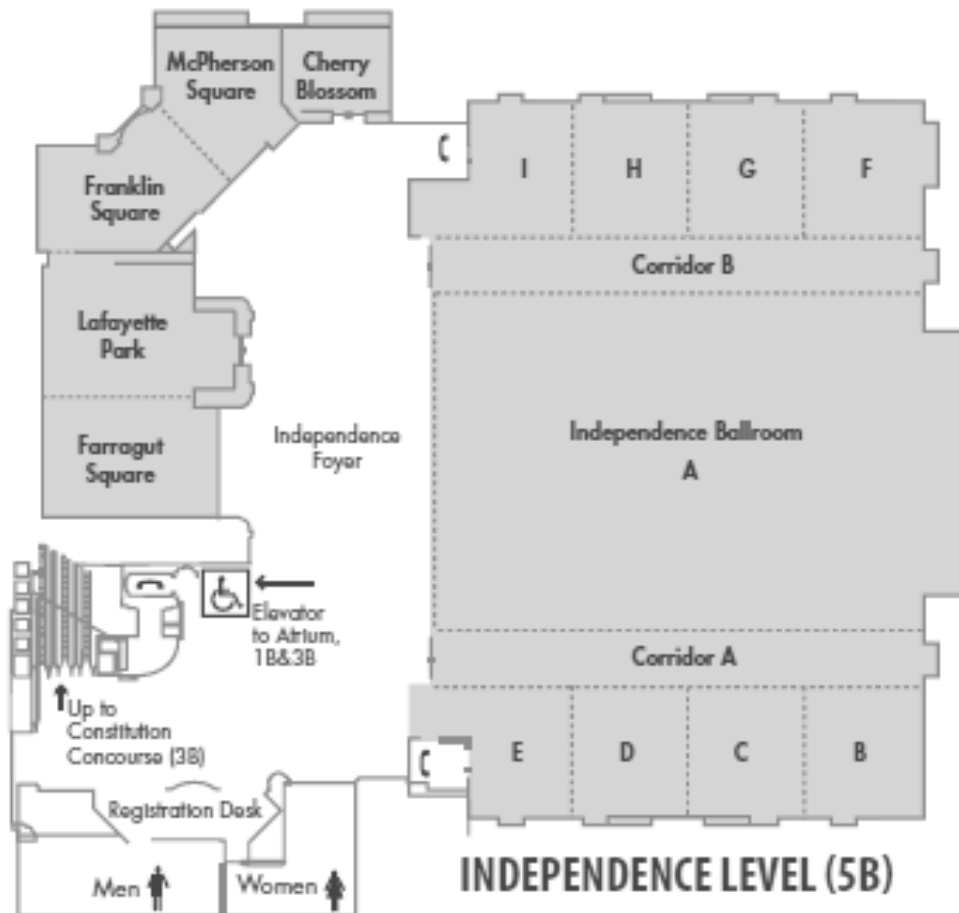 McPherson
Square
Cherry
Blossom
Franklin
Square
I
H
G
F
Corridor B
Lafayette
Park
Farragut
Square
Independence
Foyer
Independence Ballroom
A
Elevator
to Atrium,
1B&3B
Corridor A
Up to
Constitution
Concourse (3B)
E
D
C
B
Registration Desk
Men
Women
INDEPENDENCE LEVEL (5B)